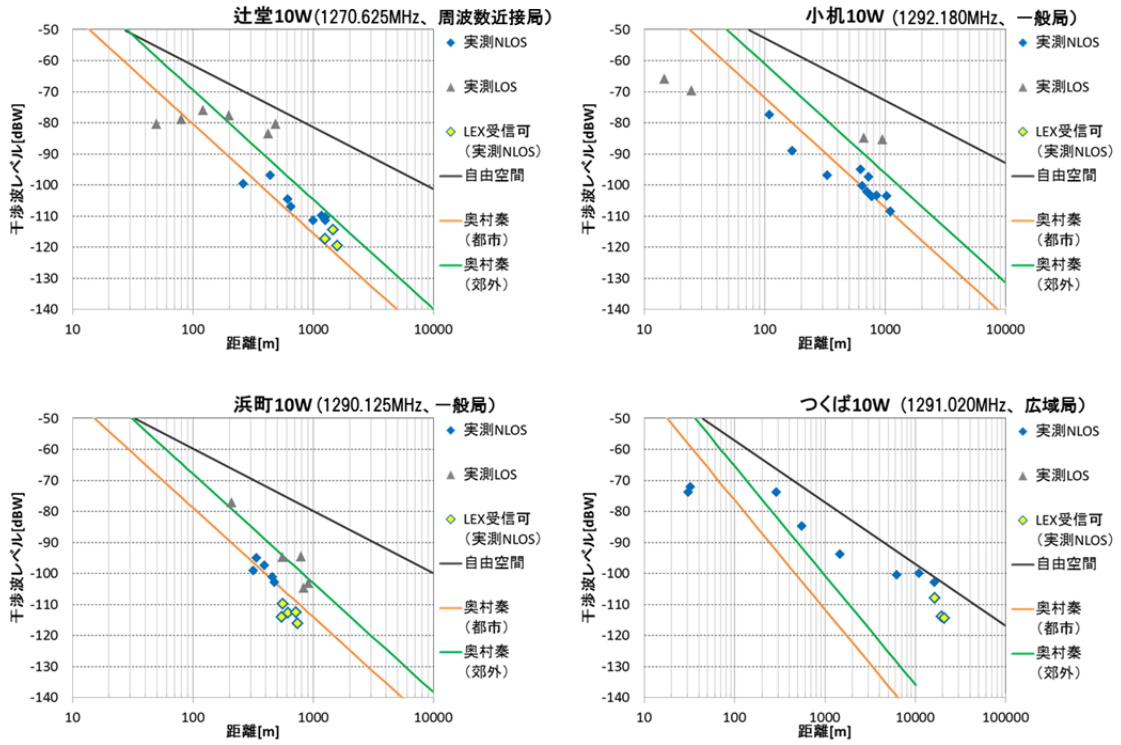 辻堂10W(1270.625MHz、周波数近接局)
-50
-60
-70
-80
-90
-100
-110
-120
-130
-140
干渉波レベル[dBW]
10
100
1000
10000
距離[m]
実測NLOS
実測LOS
LEX受信可
(実測NLOS)
自由空間
奥村秦
(都市)
奥村秦
(郊外)
小机10W(1292.180MHz、一般局)
-50
-60
-70
-80
-90
-100
-110
-120
-130
-140
干渉波レベル[dBW]
10
100
1000
10000
距離[m]
実測NLOS
実測LOS
LEX受信可
(実測NLOS)
自由空間
奥村秦
(都市)
奥村秦
(郊外)
浜町10W(1290.125MHz、一般局)
-50
-60
-70
-80
-90
-100
-110
-120
-130
-140
干渉波レベル[dBW]
10
100
1000
10000
距離[m]
実測NLOS
実測LOS
LEX受信可
(実測NLOS)
自由空間
奥村秦
(都市)
奥村秦
(郊外)
つくば10W (1291.020MHz、広域局)
-50
-60
-70
-80
-90
-100
-110
-120
-130
-140
干渉波レベル[dBW]
10
100
1000
10000
100000
距離[m]
実測NLOS
実測LOS
LEX受信可
(実測NLOS)
自由空間
奥村秦
(都市)
奥村秦
(郊外)